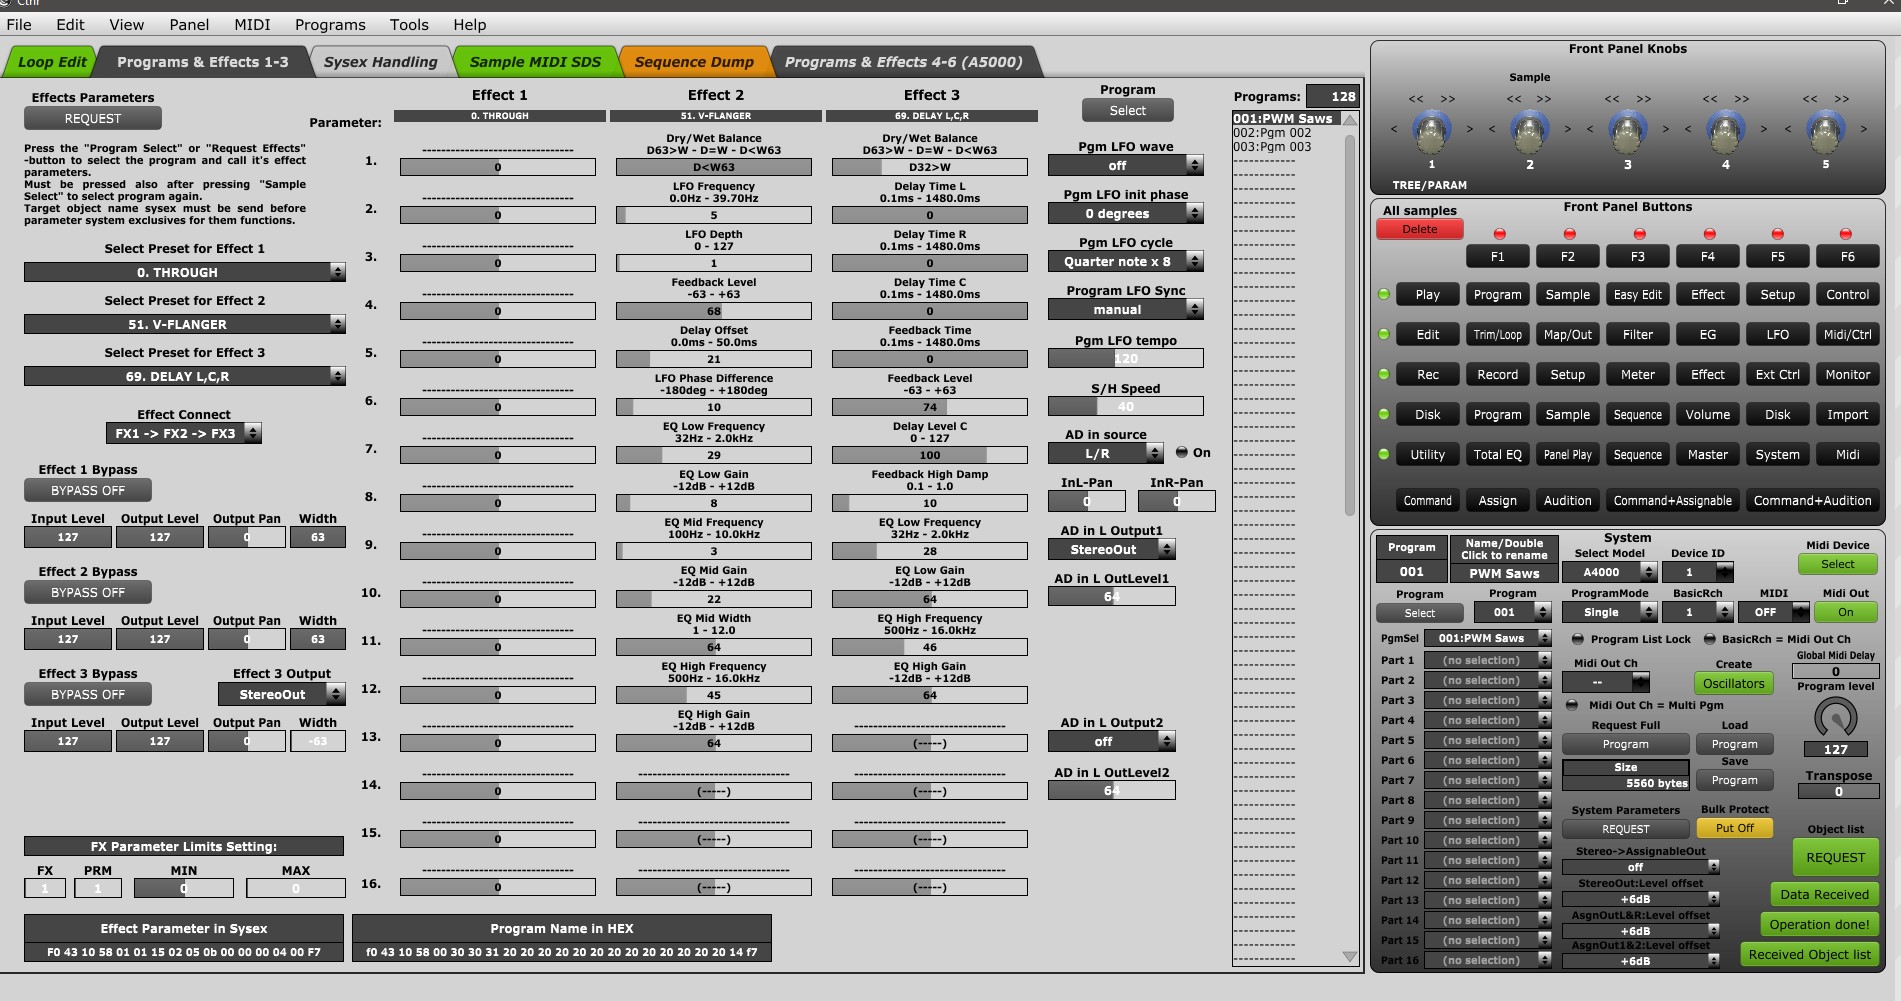 Ctrlr
File Edit View Panel MIDI Programs Tools Help
Loop Edit Programs & Effects 1-3 Sysex Handling Sample MIDI SDS Sequence Dump Programs & Effects 4-6 (A5000)
Effects Parameters
REQUEST
Press the "Program Select" or "Request Effects"
-button to select the program and call it's effect
parameters.
Must be pressed also after pressing "Sample
Select" to select program again.
Target object name sysex must be send before
parameter system exclusives for them functions.
Select Preset for Effect 1
0. THROUGH
Select Preset for Effect 2
51. V-FLANGER
Select Preset for Effect 3
69. DELAY L,C,R
Effect Connect
FX1 -> FX2 -> FX3
Effect 1 Bypass
BYPASS OFF
Input Level Output Level Output Pan Width
127 127 0 63
Effect 2 Bypass
BYPASS OFF
Input Level Output Level Output Pan Width
127 127 0 63
Effect 3 Bypass Effect 3 Output
BYPASS OFF StereoOut
Input Level Output Level Output Pan Width
127 127 0 -63
FX Parameter Limits Setting:
FX PRM MIN MAX
1 1 0 0
Effect Parameter in Sysex
F0 43 10 58 01 01 15 02 05 0b 00 00 00 04 00 F7
Program Name in HEX
f0 43 10 58 00 30 30 31 20 20 20 20 20 20 20 20 20 20 20 20 14 f7
Parameter:
1.
2.
3.
4.
5.
6.
7.
8.
9.
10.
11.
12.
13.
14.
15.
16.
Effect 1
0. THROUGH
------------------------------
0
------------------------------
0
------------------------------
0
------------------------------
0
------------------------------
0
------------------------------
0
------------------------------
0
------------------------------
0
------------------------------
0
------------------------------
0
------------------------------
0
------------------------------
0
------------------------------
0
------------------------------
0
------------------------------
0
------------------------------
0
Effect 2
51. V-FLANGER
Dry/Wet Balance
D63>W - D=W - D<W63
D<W63
LFO Frequency
0.0Hz - 39.70Hz
5
LFO Depth
0 - 127
1
Feedback Level
-63 - +63
68
Delay Offset
0.0ms - 50.0ms
21
LFO Phase Difference
-180deg - +180deg
10
EQ Low Frequency
32Hz - 2.0kHz
29
EQ Low Gain
-12dB - +12dB
8
EQ Mid Frequency
100Hz - 10.0kHz
3
EQ Mid Gain
-12dB - +12dB
22
EQ Mid Width
1 - 12.0
64
EQ High Frequency
500Hz - 16.0kHz
45
EQ High Gain
-12dB - +12dB
64
------------------------------
(-----)
------------------------------
(-----)
------------------------------
(-----)
Effect 3
69. DELAY L,C,R
Dry/Wet Balance
D63>W - D=W - D<W63
D32>W
Delay Time L
0.1ms - 1480.0ms
0
Delay Time R
0.1ms - 1480.0ms
0
Delay Time C
0.1ms - 1480.0ms
0
Feedback Time
0.1ms - 1480.0ms
0
Feedback Level
-63 - +63
74
Delay Level C
0 - 127
100
Feedback High Damp
0.1 - 1.0
10
EQ Low Frequency
32Hz - 2.0kHz
28
EQ Low Gain
-12dB - +12dB
64
EQ High Frequency
500Hz - 16.0kHz
46
EQ High Gain
-12dB - +12dB
64
------------------------------
(-----)
------------------------------
(-----)
------------------------------
(-----)
------------------------------
(-----)
Program
Select
Pgm LFO wave
off
Pgm LFO init phase
0 degrees
Pgm LFO cycle
Quarter note x 8
Program LFO Sync
manual
Pgm LFO tempo
120
S/H Speed
40
AD in source
L/R On
InL-Pan InR-Pan
0 0
AD in L Output1
StereoOut
AD in L OutLevel1
64
AD in L Output2
off
AD in L OutLevel2
64
Programs: 128
001:PWM Saws
002:Pgm 002
003:Pgm 003
Front Panel Knobs
Sample
<< >> << >> << >> << >> << >>
< > < > < > < > < >
1 2 3 4 5
TREE/PARAM
All samples Front Panel Buttons
Delete
F1 F2 F3 F4 F5 F6
Play Program Sample Easy Edit Effect Setup Control
Edit Trim/Loop Map/Out Filter EG LFO Midi/Ctrl
Rec Record Setup Meter Effect Ext Ctrl Monitor
Disk Program Sample Sequence Volume Disk Import
Utility Total EQ Panel Play Sequence Master System Midi
Command Assign Audition Command+Assignable Command+Audition
System
Program
001
Name/Double
Click to rename
PWM Saws
Select Model
A4000
Device ID
1
Midi Device
Select
Program
Select
Program
001
ProgramMode
Single
BasicRch
1
MIDI
OFF
Midi Out
On
PgmSel 001:PWM Saws
Part 1 (no selection)
Part 2 (no selection)
Part 3 (no selection)
Part 4 (no selection)
Part 5 (no selection)
Part 6 (no selection)
Part 7 (no selection)
Part 8 (no selection)
Part 9 (no selection)
Part 10 (no selection)
Part 11 (no selection)
Part 12 (no selection)
Part 13 (no selection)
Part 14 (no selection)
Part 15 (no selection)
Part 16 (no selection)
Program List Lock BasicRch = Midi Out Ch
Midi Out Ch
--
Create
Oscillators
Global Midi Delay
0
Program level
127
Midi Out Ch = Multi Pgm
Request Full
Program
Load
Program
Size
5560 bytes
Save
Program
Transpose
0
System Parameters
REQUEST
Bulk Protect
Put Off
Object list
REQUEST
Stereo->AssignableOut
off
StereoOut:Level offset
+6dB
AsgnOutL&R:Level offset
+6dB
AsgnOut1&2:Level offset
+6dB
Data Received
Operation done!
Received Object list